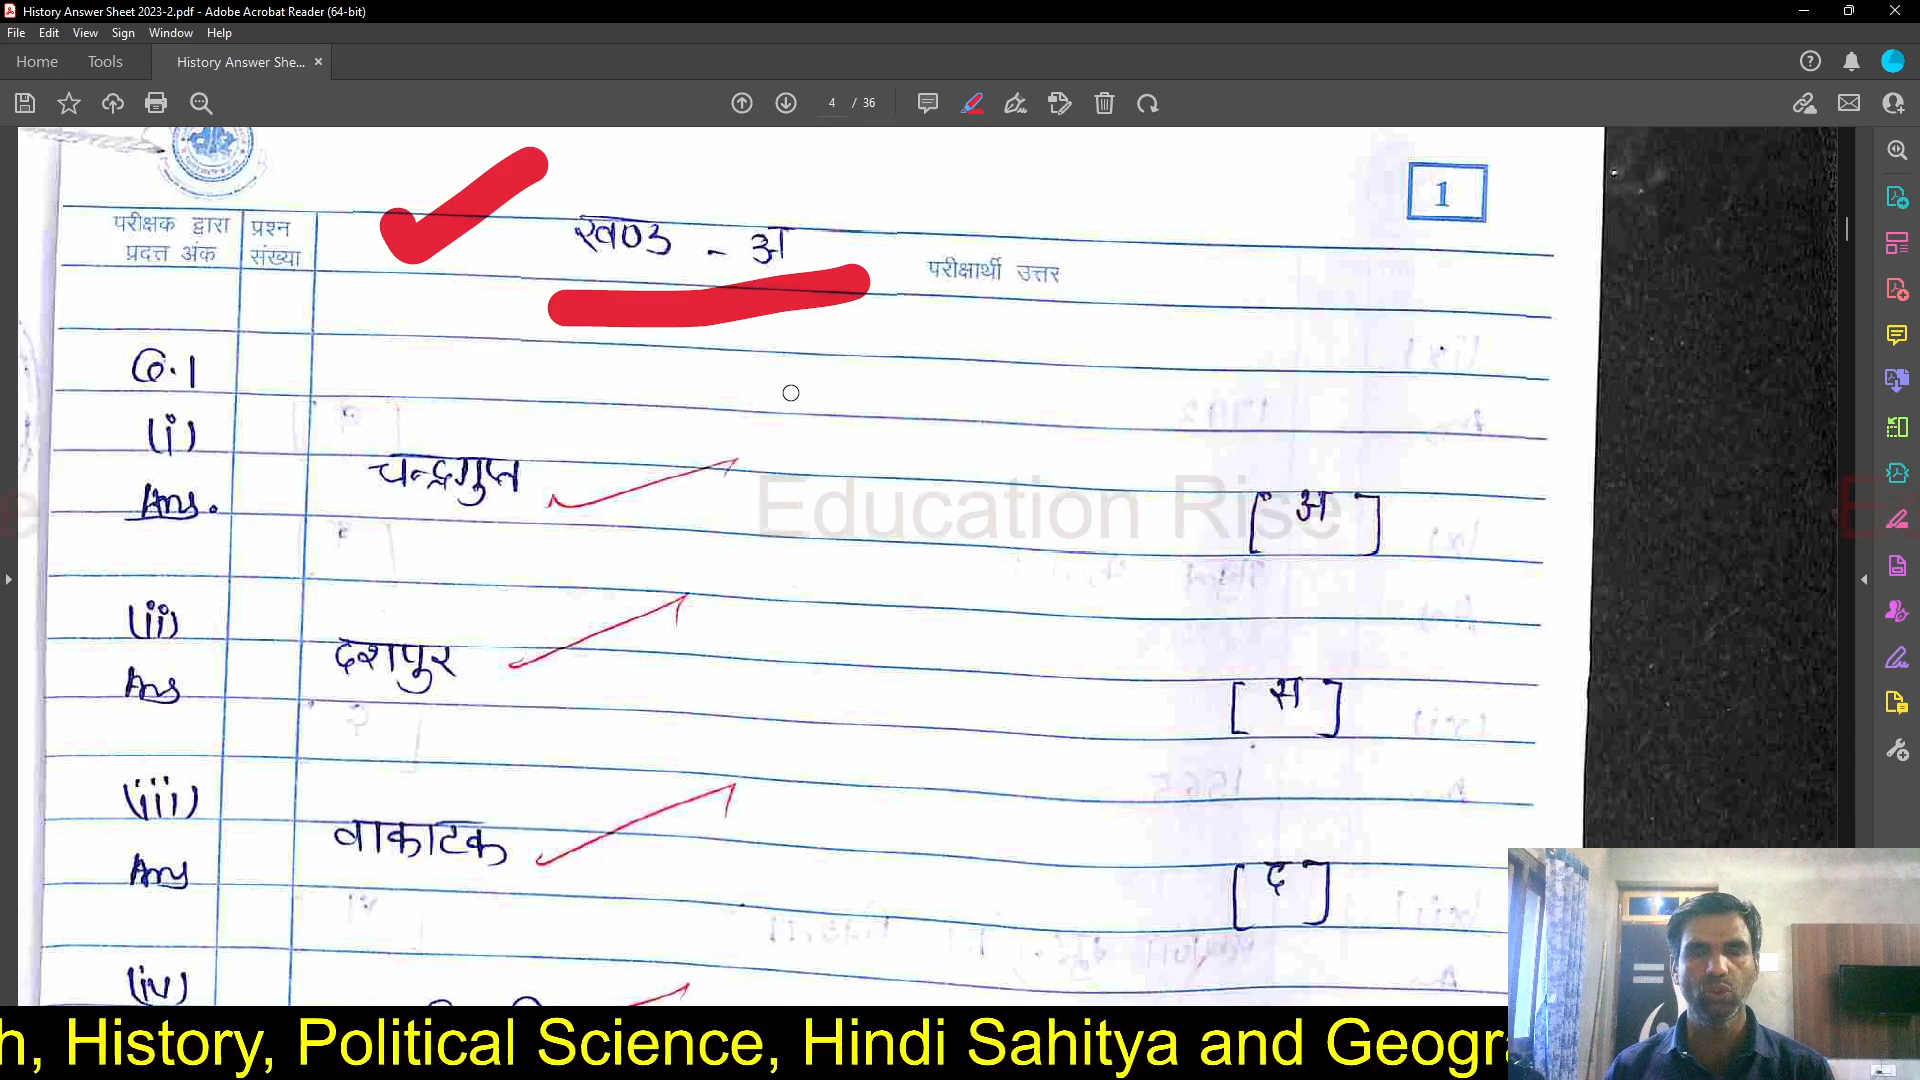 History Answer Sheet 2023-2.pdf - Adobe Acrobat Reader (64-bit)
File Edit View Sign Window Help
Home Tools History Answer She... ×
4 / 36
1
परीक्षक द्वारा प्रदत्त अंक
प्रश्न संख्या
खण्ड - अ
परीक्षार्थी उत्तर
Q.1
(i)
Ans. चन्द्रगुप्त [ अ ]
Education Rise
(ii)
Ans दशपुर [ स ]
(iii)
Ans वाकाटक [ द ]
(iv)
h, History, Political Science, Hindi Sahitya and Geogra